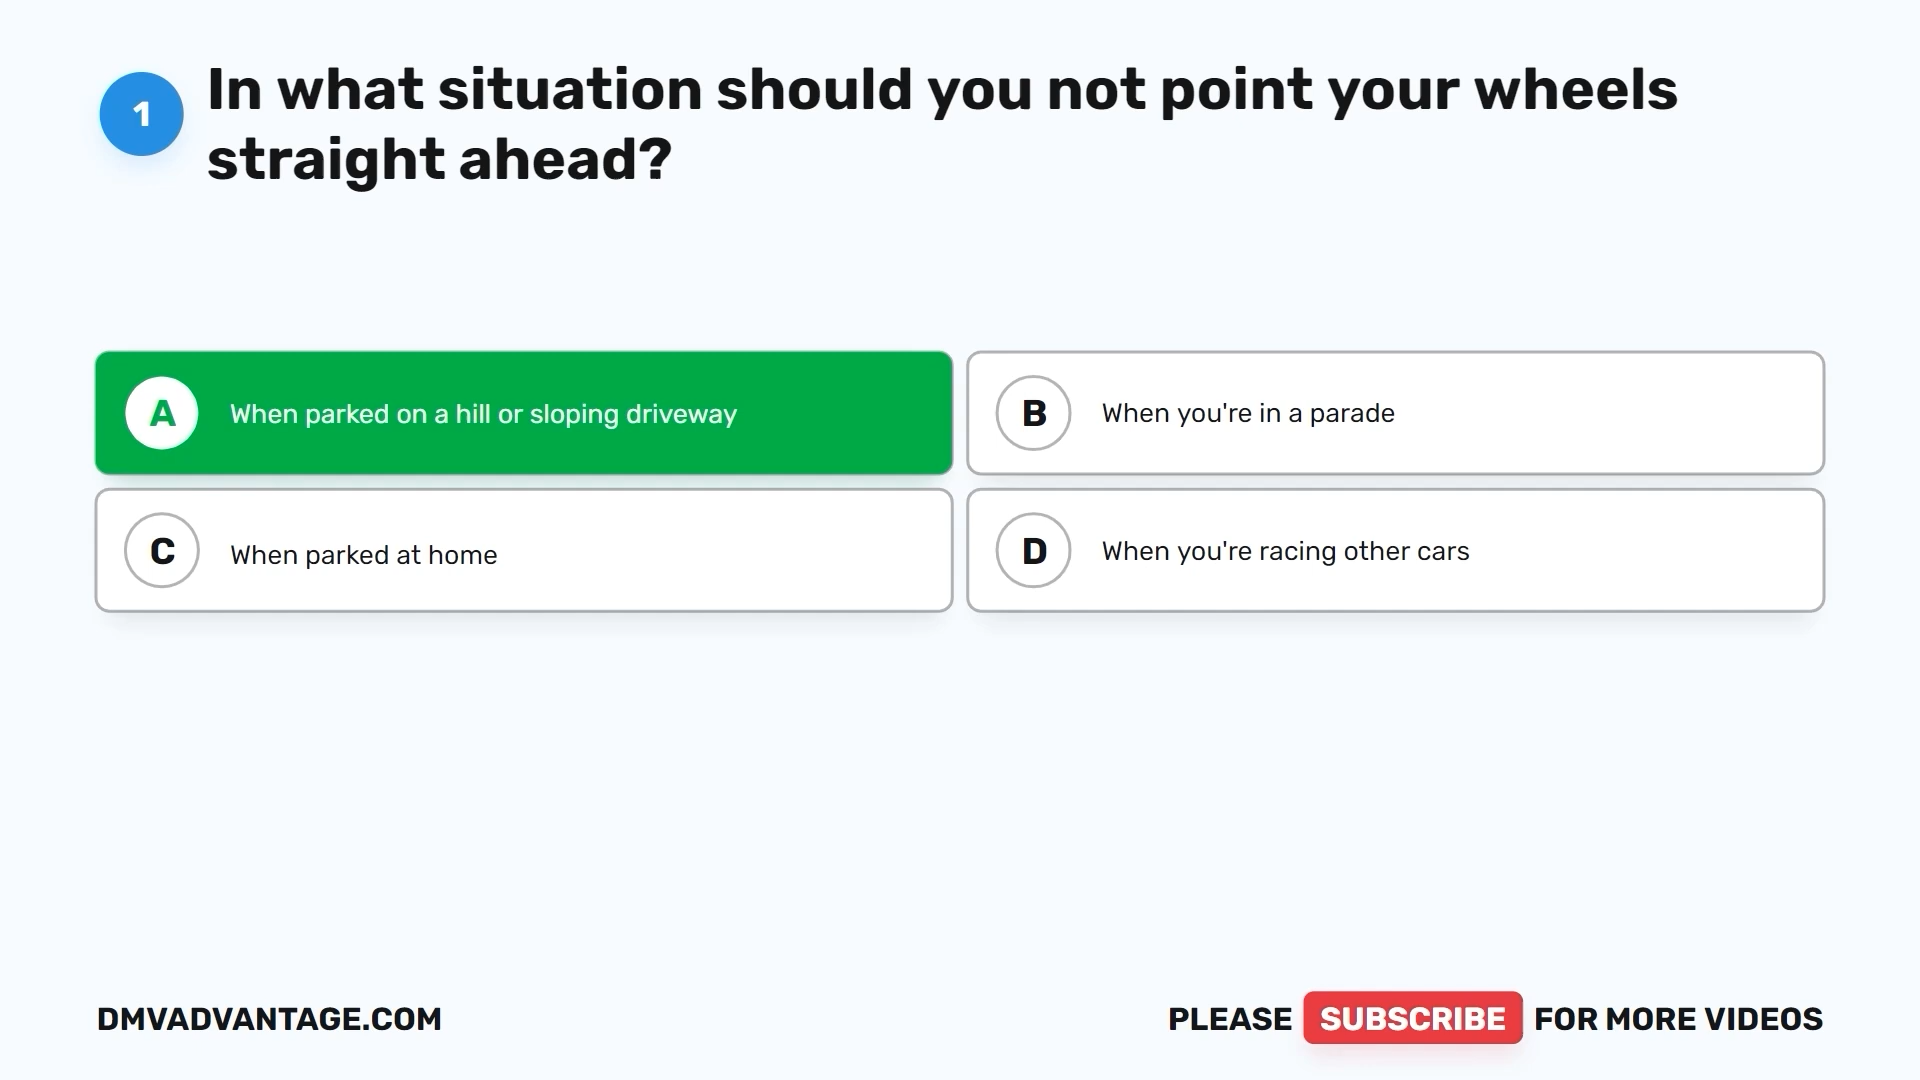 1
In what situation should you not point your wheels
straight ahead?
A When parked on a hill or sloping driveway
B When you're in a parade
C When parked at home
D When you're racing other cars
DMVADVANTAGE.COM
PLEASE SUBSCRIBE FOR MORE VIDEOS